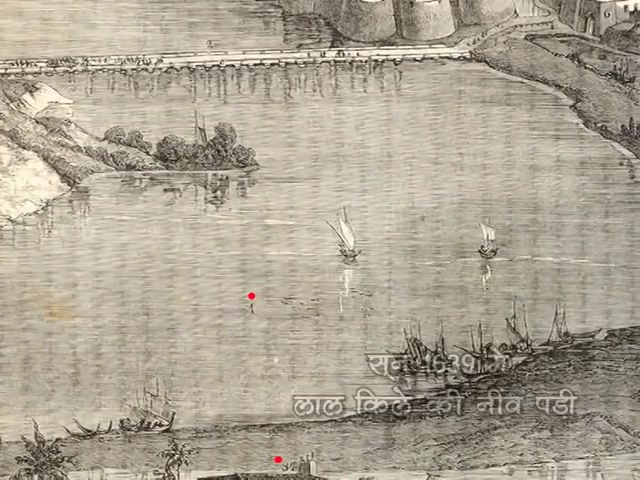 सन् 1639 में
लाल किले की नीव पडी